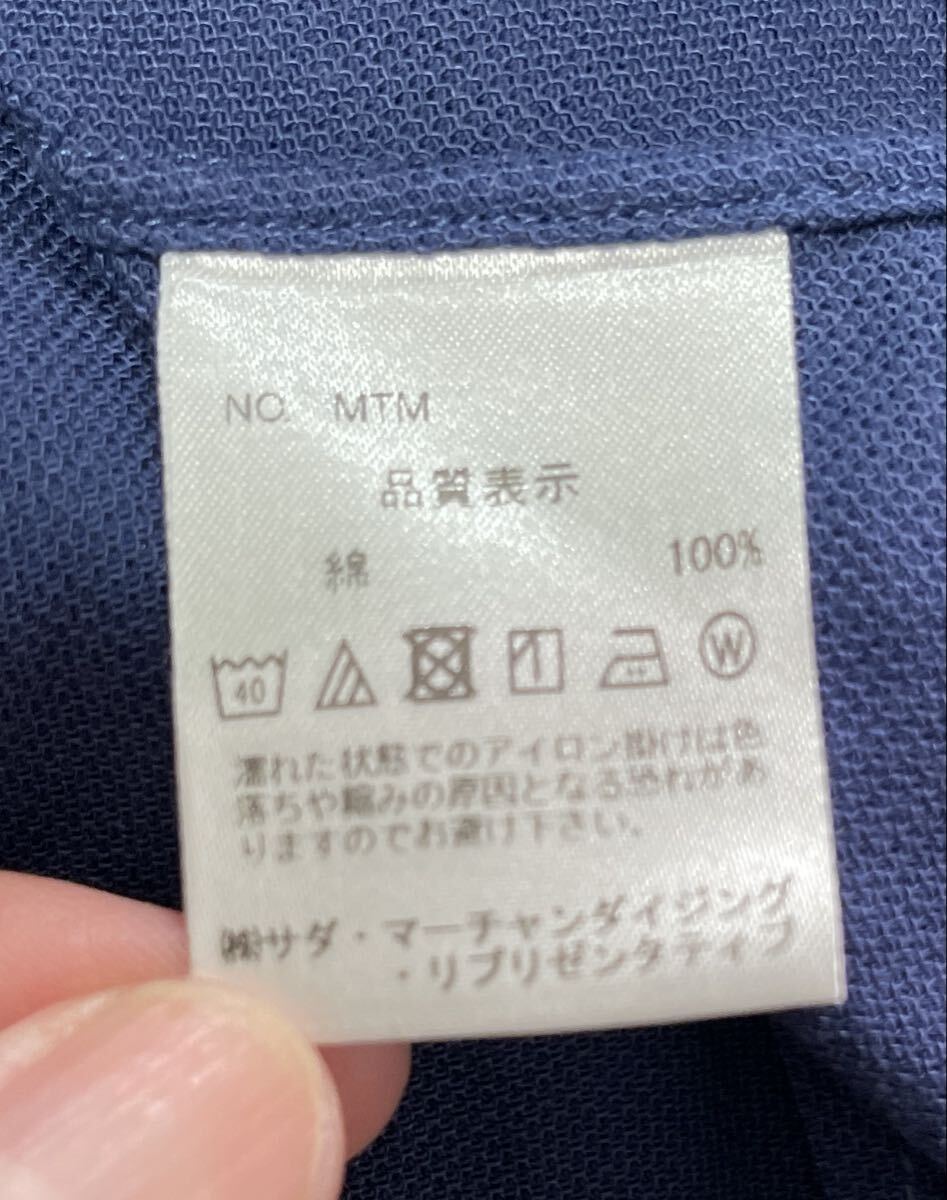 NO. MTM
品質表示
綿 100%
40 W
濡れた状態でのアイロン掛けは色
落ちや縮みの原因となる恐れがあ
りますのでお避け下さい。
㈱サダ・マーチャンダイジング
・リプリゼンタティブ